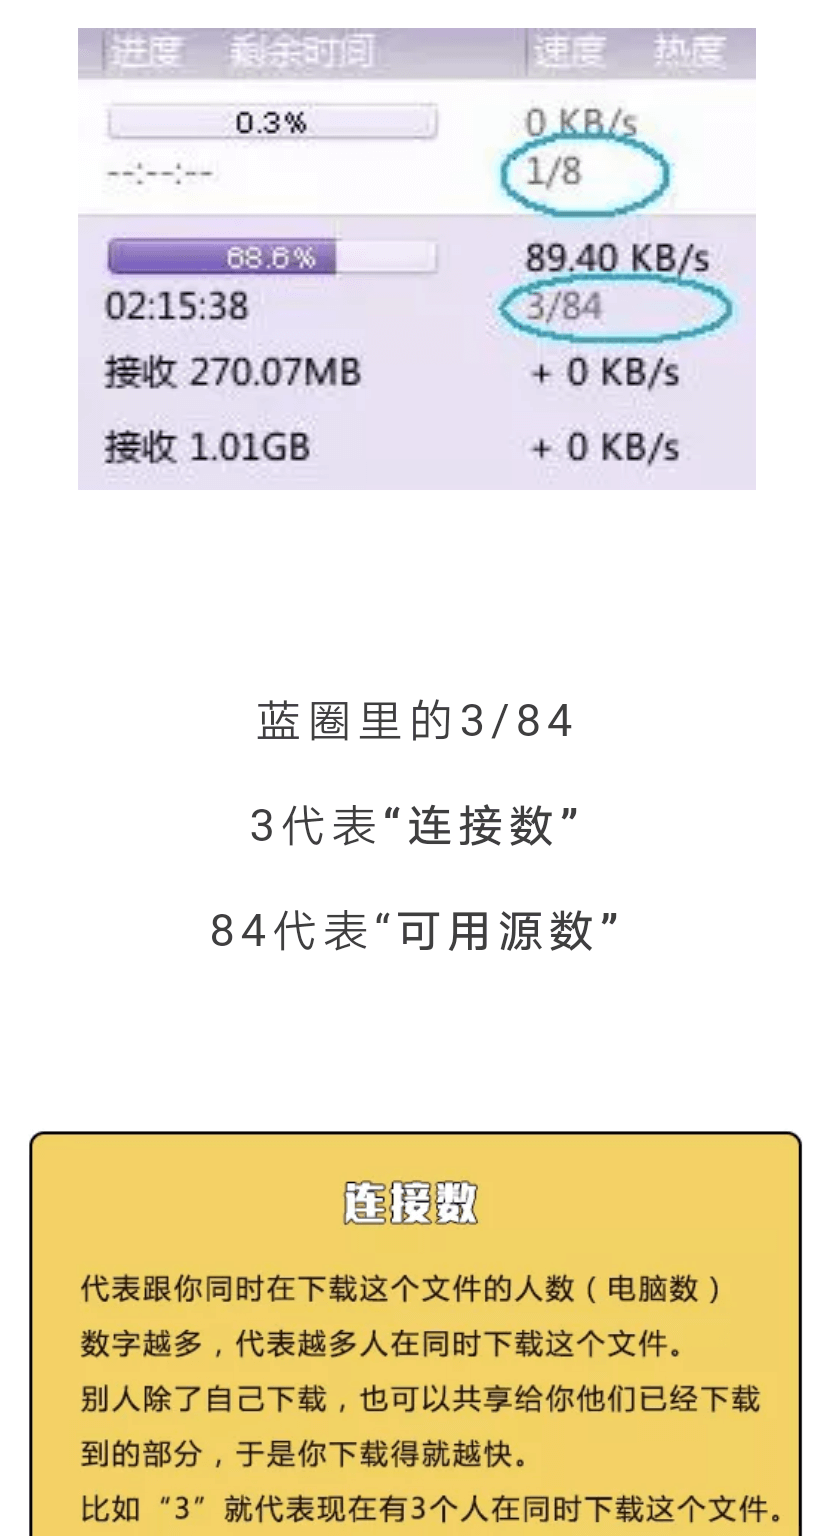 进度 剩余时间 速度 热度
0.3% 0 KB/s
--:--:-- 1/8
68.6% 89.40 KB/s
02:15:38 3/84
接收 270.07MB + 0 KB/s
接收 1.01GB + 0 KB/s
蓝圈里的3/84
3代表“连接数”
84代表“可用源数”
连接数
代表跟你同时在下载这个文件的人数（电脑数）
数字越多，代表越多人在同时下载这个文件。
别人除了自己下载，也可以共享给你他们已经下载
到的部分，于是你下载得就越快。
比如“3”就代表现在有3个人在同时下载这个文件。